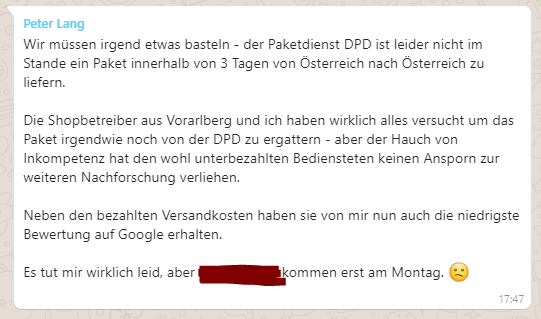 Peter Lang
Wir müssen irgend etwas basteln - der Paketdienst DPD ist leider nicht im
Stande ein Paket innerhalb von 3 Tagen von Österreich nach Österreich zu
liefern.
Die Shopbetreiber aus Vorarlberg und ich haben wirklich alles versucht um das
Paket irgendwie noch von der DPD zu ergattern - aber der Hauch von
Inkompetenz hat den wohl unterbezahlten Bediensteten keinen Ansporn zur
weiteren Nachforschung verliehen.
Neben den bezahlten Versandkosten haben sie von mir nun auch die niedrigste
Bewertung auf Google erhalten.
Es tut mir wirklich leid, aber kommen erst am Montag. 😕
17:47